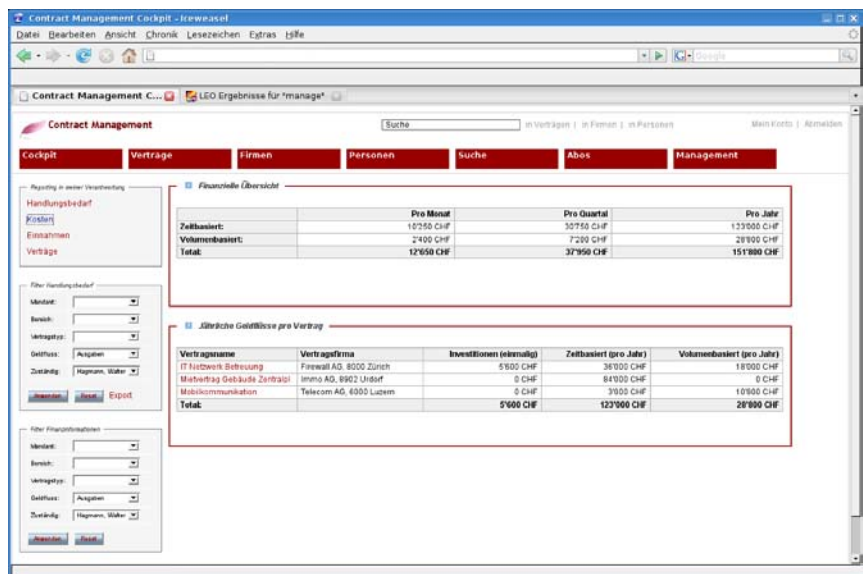 Contract Management Cockpit - Iceweasel
Datei Bearbeiten Ansicht Chronik Lesezeichen Extras Hilfe
Google
Contract Management C... LEO Ergebnisse für "manage"
Contract Management Suche in Verträgen | in Firmen | in Personen Mein Konto | Abmelden
Cockpit Verträge Firmen Personen Suche Abos Management
Reporting in meiner Verantwortung
Handlungsbedarf
Kosten
Einnahmen
Verträge
Finanzielle Übersicht
Pro Monat Pro Quartal Pro Jahr
Zeitbasiert: 10'250 CHF 30'750 CHF 123'000 CHF
Volumenbasiert: 2'400 CHF 7'200 CHF 28'800 CHF
Total: 12'650 CHF 37'950 CHF 151'800 CHF
Filter Handlungsbedarf
Mandant:
Bereich:
Vertragstyp:
Geldfluss: Ausgaben
Zuständig: Hagmann, Walter
Anwenden Reset Export
Jährliche Geldflüsse pro Vertrag
Vertragsname Vertragsfirma Investitionen (einmalig) Zeitbasiert (pro Jahr) Volumenbasiert (pro Jahr)
IT Netzwerk Betreuung Firewall AG, 8000 Zürich 5'600 CHF 36'000 CHF 18'000 CHF
Mietvertrag Gebäude Zentralpl Immo AG, 8902 Urdorf 0 CHF 84'000 CHF 0 CHF
Mobilkommunikation Telecom AG, 6000 Luzern 0 CHF 3'000 CHF 10'800 CHF
Total: 5'600 CHF 123'000 CHF 28'800 CHF
Filter Finanzinformationen
Mandant:
Bereich:
Vertragstyp:
Geldfluss: Ausgaben
Zuständig: Hagmann, Walter
Anwenden Reset